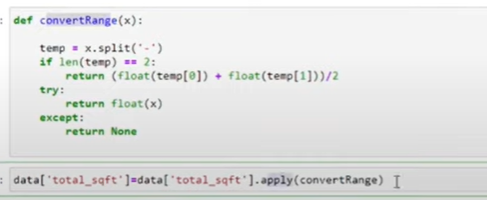 def convertRange(x):
temp = x.split('-')
if len(temp) == 2:
return (float(temp[0]) + float(temp[1]))/2
try:
return float(x)
except:
return None
data['total_sqft']=data['total_sqft'].apply(convertRange)